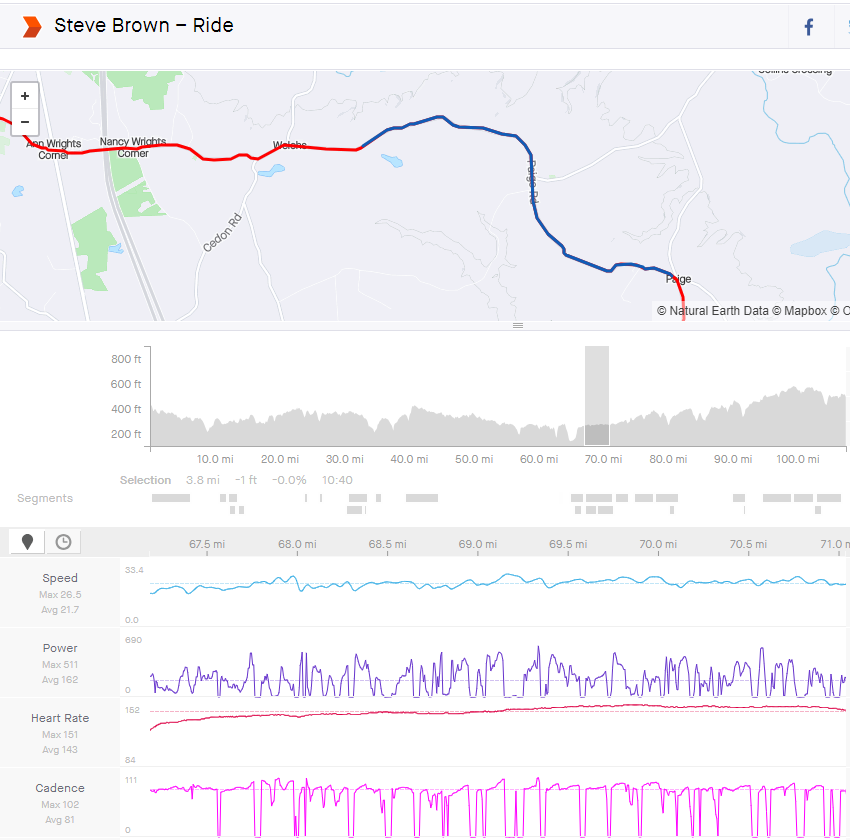 Steve Brown – Ride
Collins Crossing
+
−
Ann Wrights
Corner
Nancy Wrights
Corner
Welshs
Paige Rd
Cedon Rd
Paige
© Natural Earth Data © Mapbox © O
800 ft
600 ft
400 ft
200 ft
10.0 mi 20.0 mi 30.0 mi 40.0 mi 50.0 mi 60.0 mi 70.0 mi 80.0 mi 90.0 mi 100.0 mi
Selection 3.8 mi -1 ft -0.0% 10:40
Segments
67.5 mi 68.0 mi 68.5 mi 69.0 mi 69.5 mi 70.0 mi 70.5 mi 71.0 m
Speed
Max 26.5
Avg 21.7
33.4
0.0
Power
Max 511
Avg 162
690
0
Heart Rate
Max 151
Avg 143
152
84
Cadence
Max 102
Avg 81
111
0